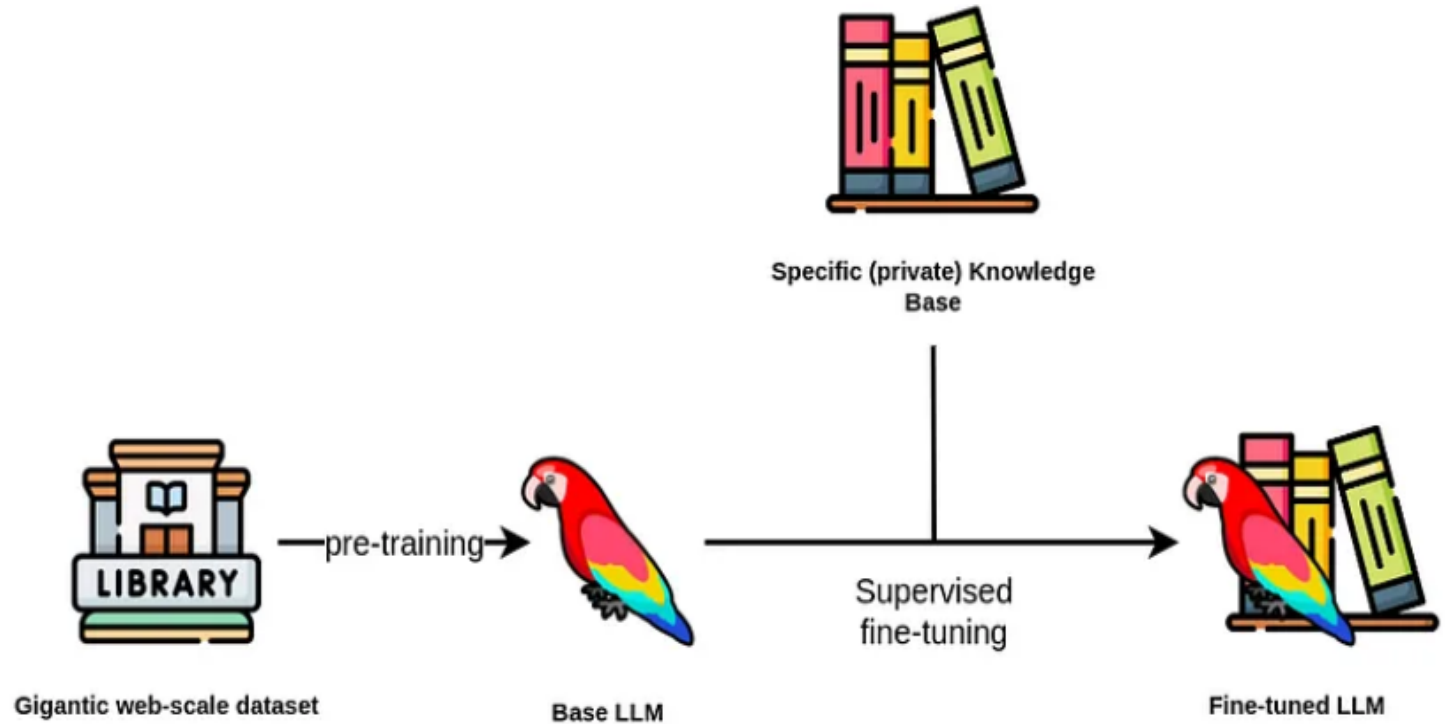 Specific (private) Knowledge
Base
LIBRARY
pre-training
Supervised
fine-tuning
Gigantic web-scale dataset
Base LLM
Fine-tuned LLM